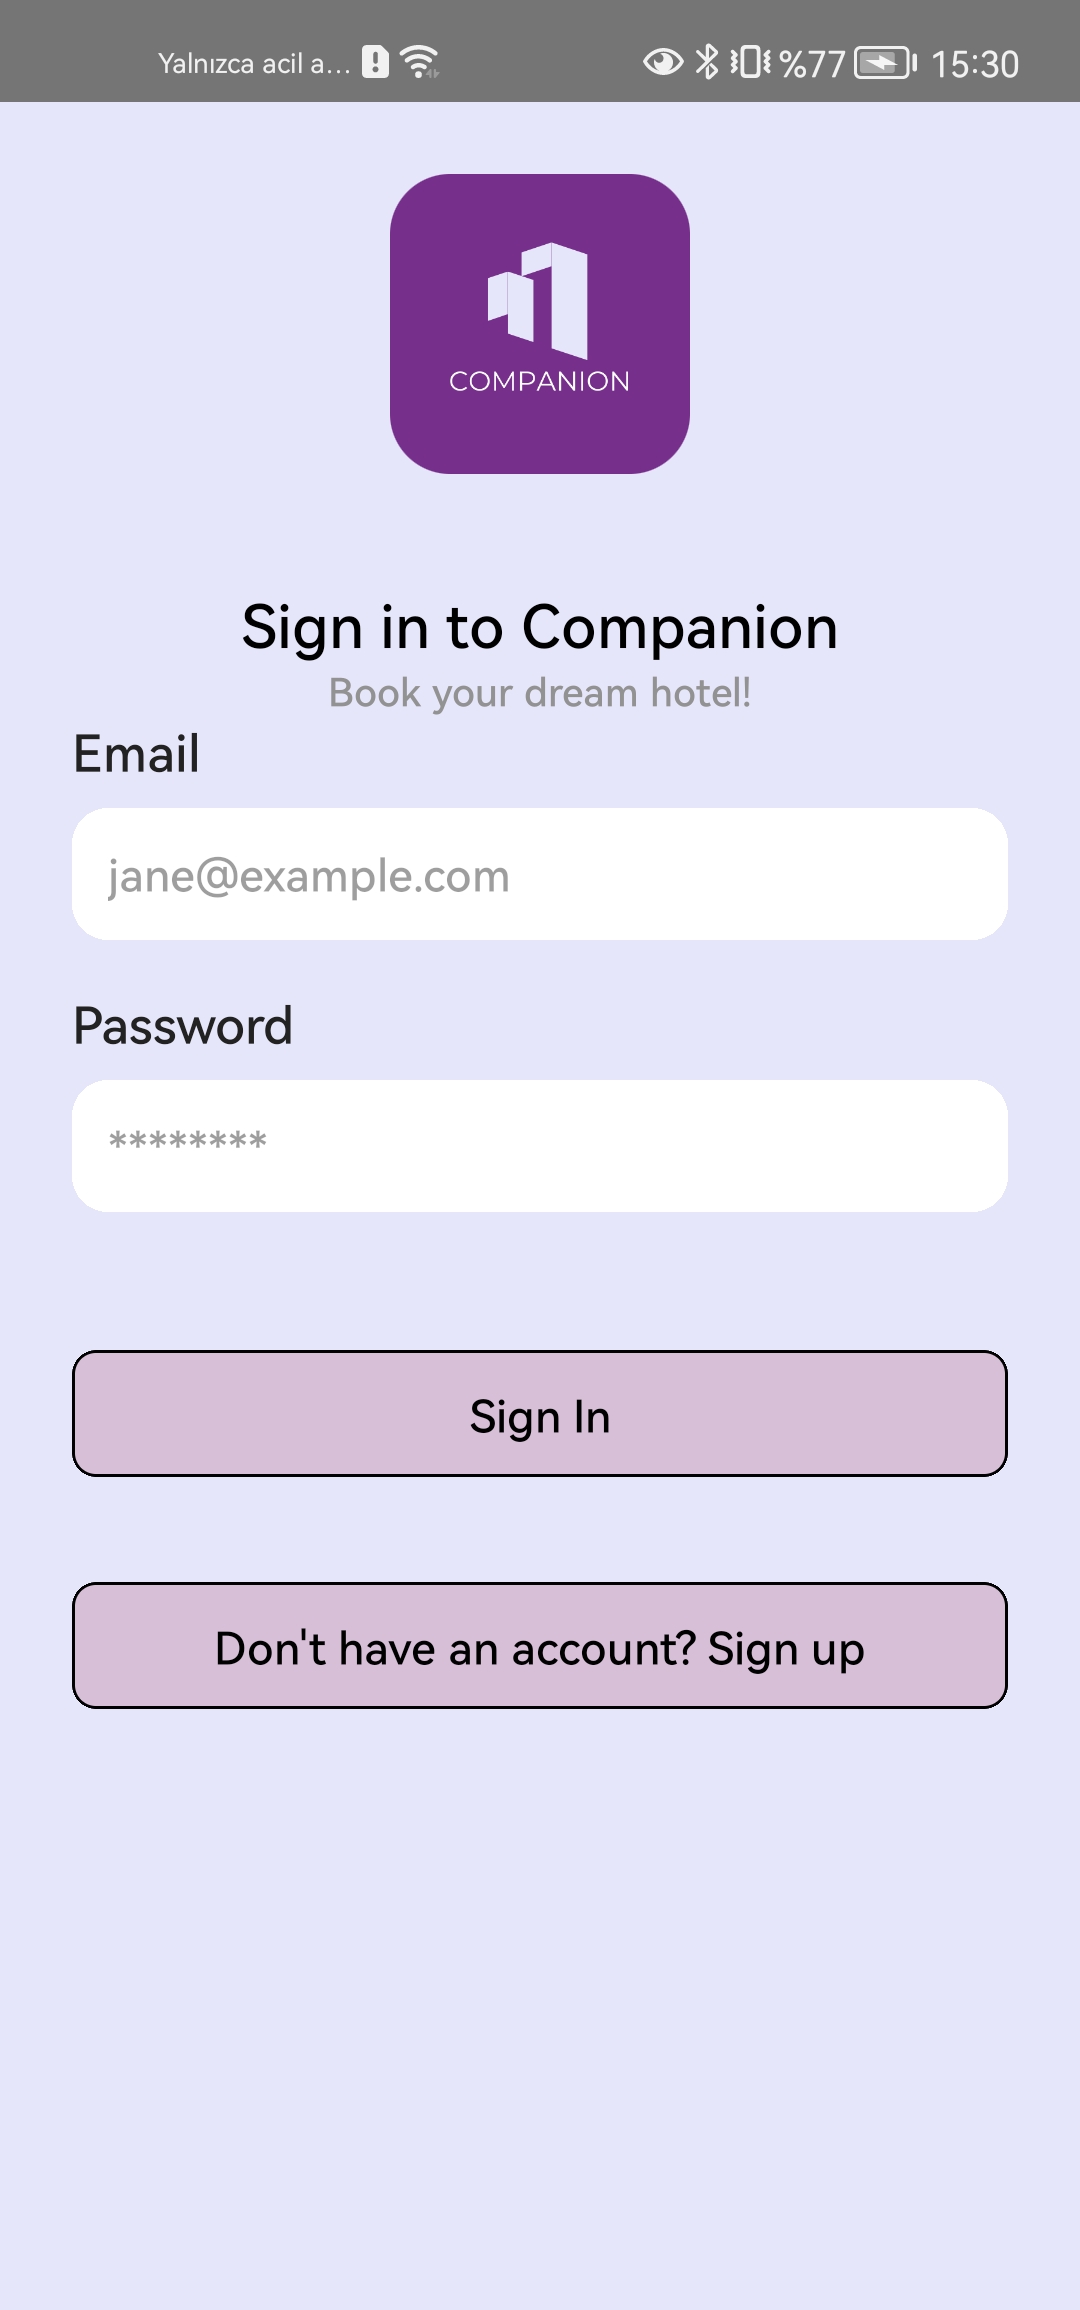 Yalnızca acil a... %77 15:30
COMPANION
Sign in to Companion
Book your dream hotel!
Email
jane@example.com
Password
********
Sign In
Don't have an account? Sign up